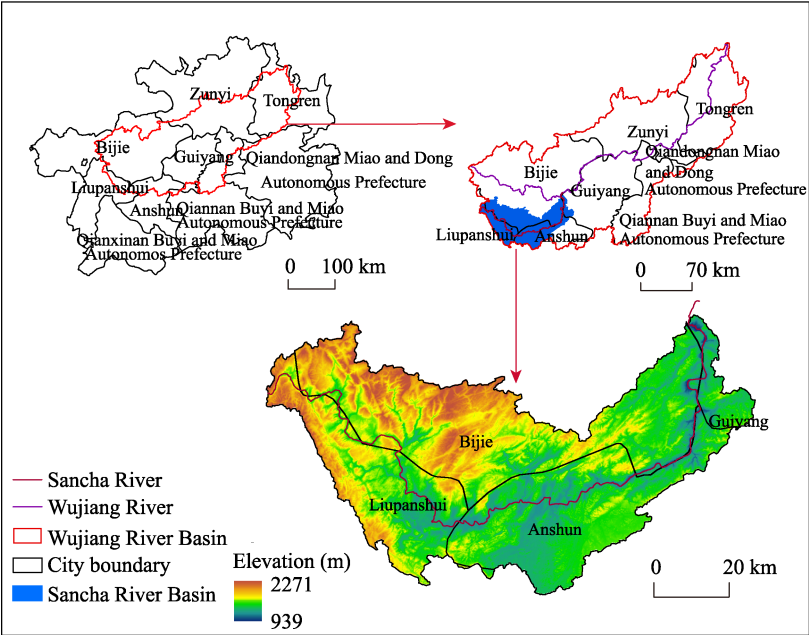 Zunyi
Tongren
Bijie
Guiyang
Qiandongnan Miao and Dong
Autonomous Prefecture
Liupanshui
Anshun
Qiannan Buyi and Miao
Autonomous Prefecture
Qianxinan Buyi and Miao
Autonomos Prefecture
0 100 km
Tongren
Zunyi
Qiandongnan Miao
and Dong
Autonomous Prefecture
Bijie
Guiyang
Qiannan Buyi and Miao
Autonomous Prefecture
Liupanshui
Anshun
0 70 km
Bijie
Guiyang
Liupanshui
Anshun
Sancha River
Wujiang River
Wujiang River Basin
City boundary
Sancha River Basin
Elevation (m)
2271
939
0 20 km